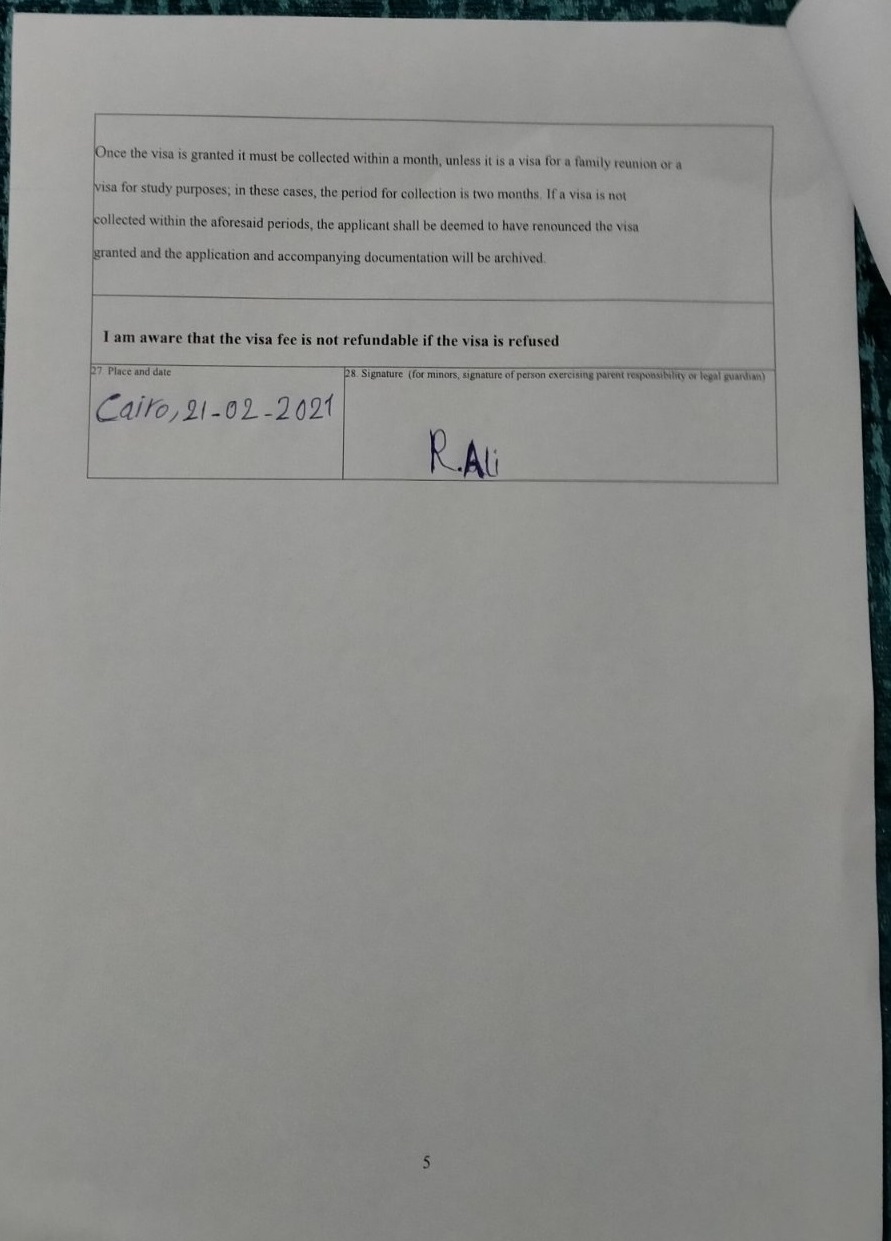 Once the visa is granted it must be collected within a month, unless it is a visa for a family reunion or a
visa for study purposes; in these cases, the period for collection is two months. If a visa is not
collected within the aforesaid periods, the applicant shall be deemed to have renounced the visa
granted and the application and accompanying documentation will be archived.
I am aware that the visa fee is not refundable if the visa is refused
27. Place and date
Cairo, 21-02-2021
28. Signature (for minors, signature of person exercising parent responsibility or legal guardian)
R.Ali
5